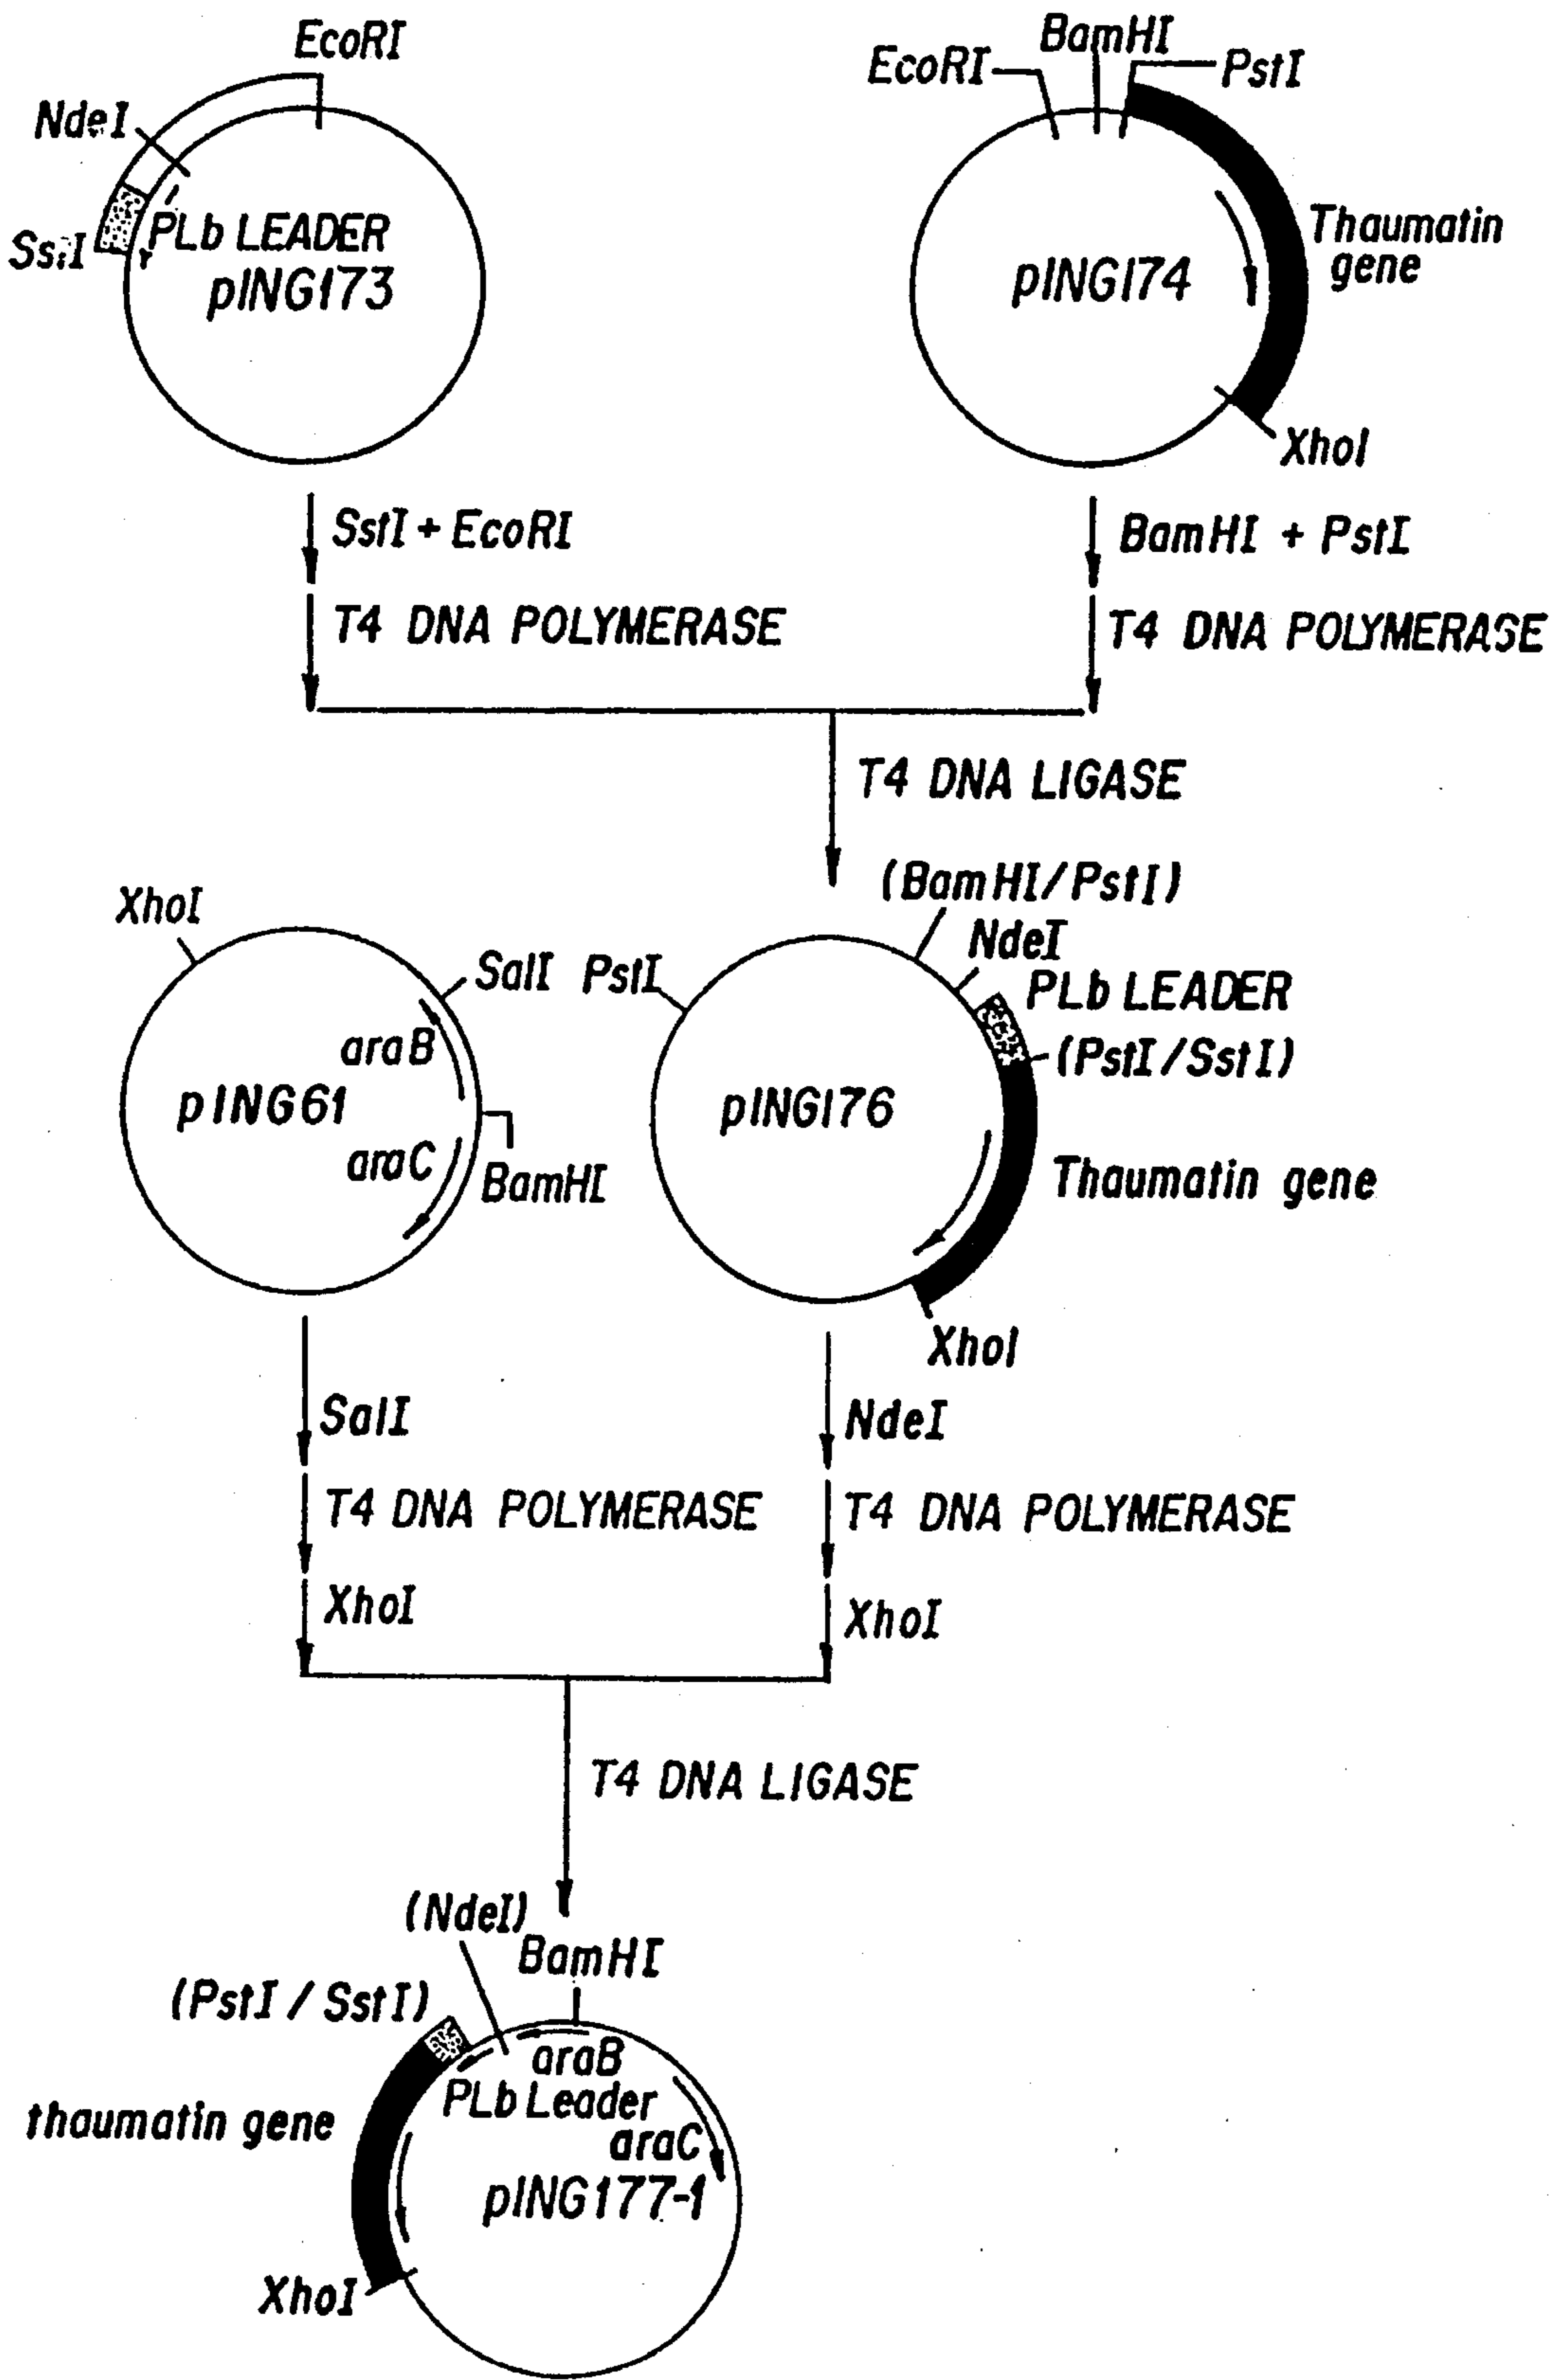 EcoRI
NdeI
PLb LEADER
pING173
BamHI
EcoRI
PstI
Thaumatin
gene
pING174
XhoI
SstI + EcoRI
T4 DNA POLYMERASE
BamHI + PstI
T4 DNA POLYMERASE
T4 DNA LIGASE
XhoI
SalI
araB
pING61
araC
BamHI
(BamHI/PstI)
NdeI
PstI
PLb LEADER
(PstI/SstI)
pING176
Thaumatin gene
XhoI
SalI
T4 DNA POLYMERASE
XhoI
NdeI
T4 DNA POLYMERASE
XhoI
T4 DNA LIGASE
(NdeI)
BamHI
(PstI / SstI)
araB
PLb Leader
thaumatin gene
araC
pING177-1
XhoI